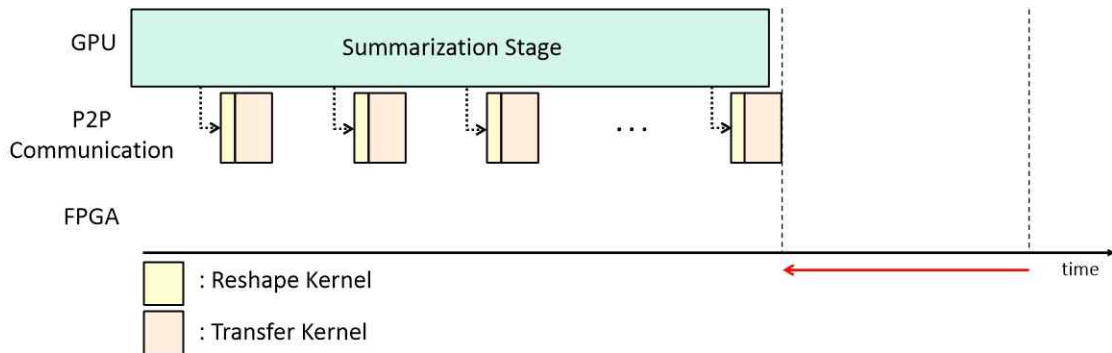 GPU
Summarization Stage
P2P
Communication
...
FPGA
time
: Reshape Kernel
: Transfer Kernel